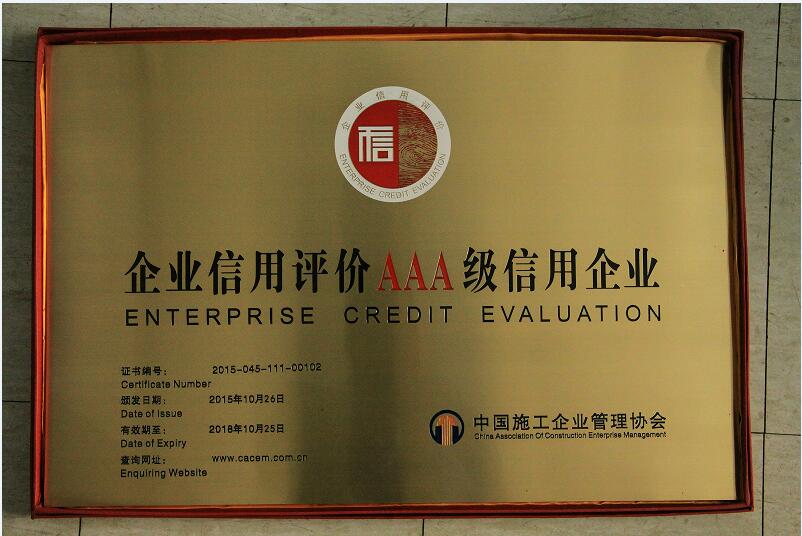 企业信用评价
信
ENTERPRISE CREDIT EVALUATION
企业信用评价AAA级信用企业
ENTERPRISE CREDIT EVALUATION
证书编号: 2015-045-111-00102
Certificate Number
颁发日期: 2015年10月26日
Date of Issue
有效期至: 2018年10月25日
Date of Expiry
查询网址: www.cacem.com.cn
Enquiring Website
中国施工企业管理协会
China Association Of Construction Enterprise Management